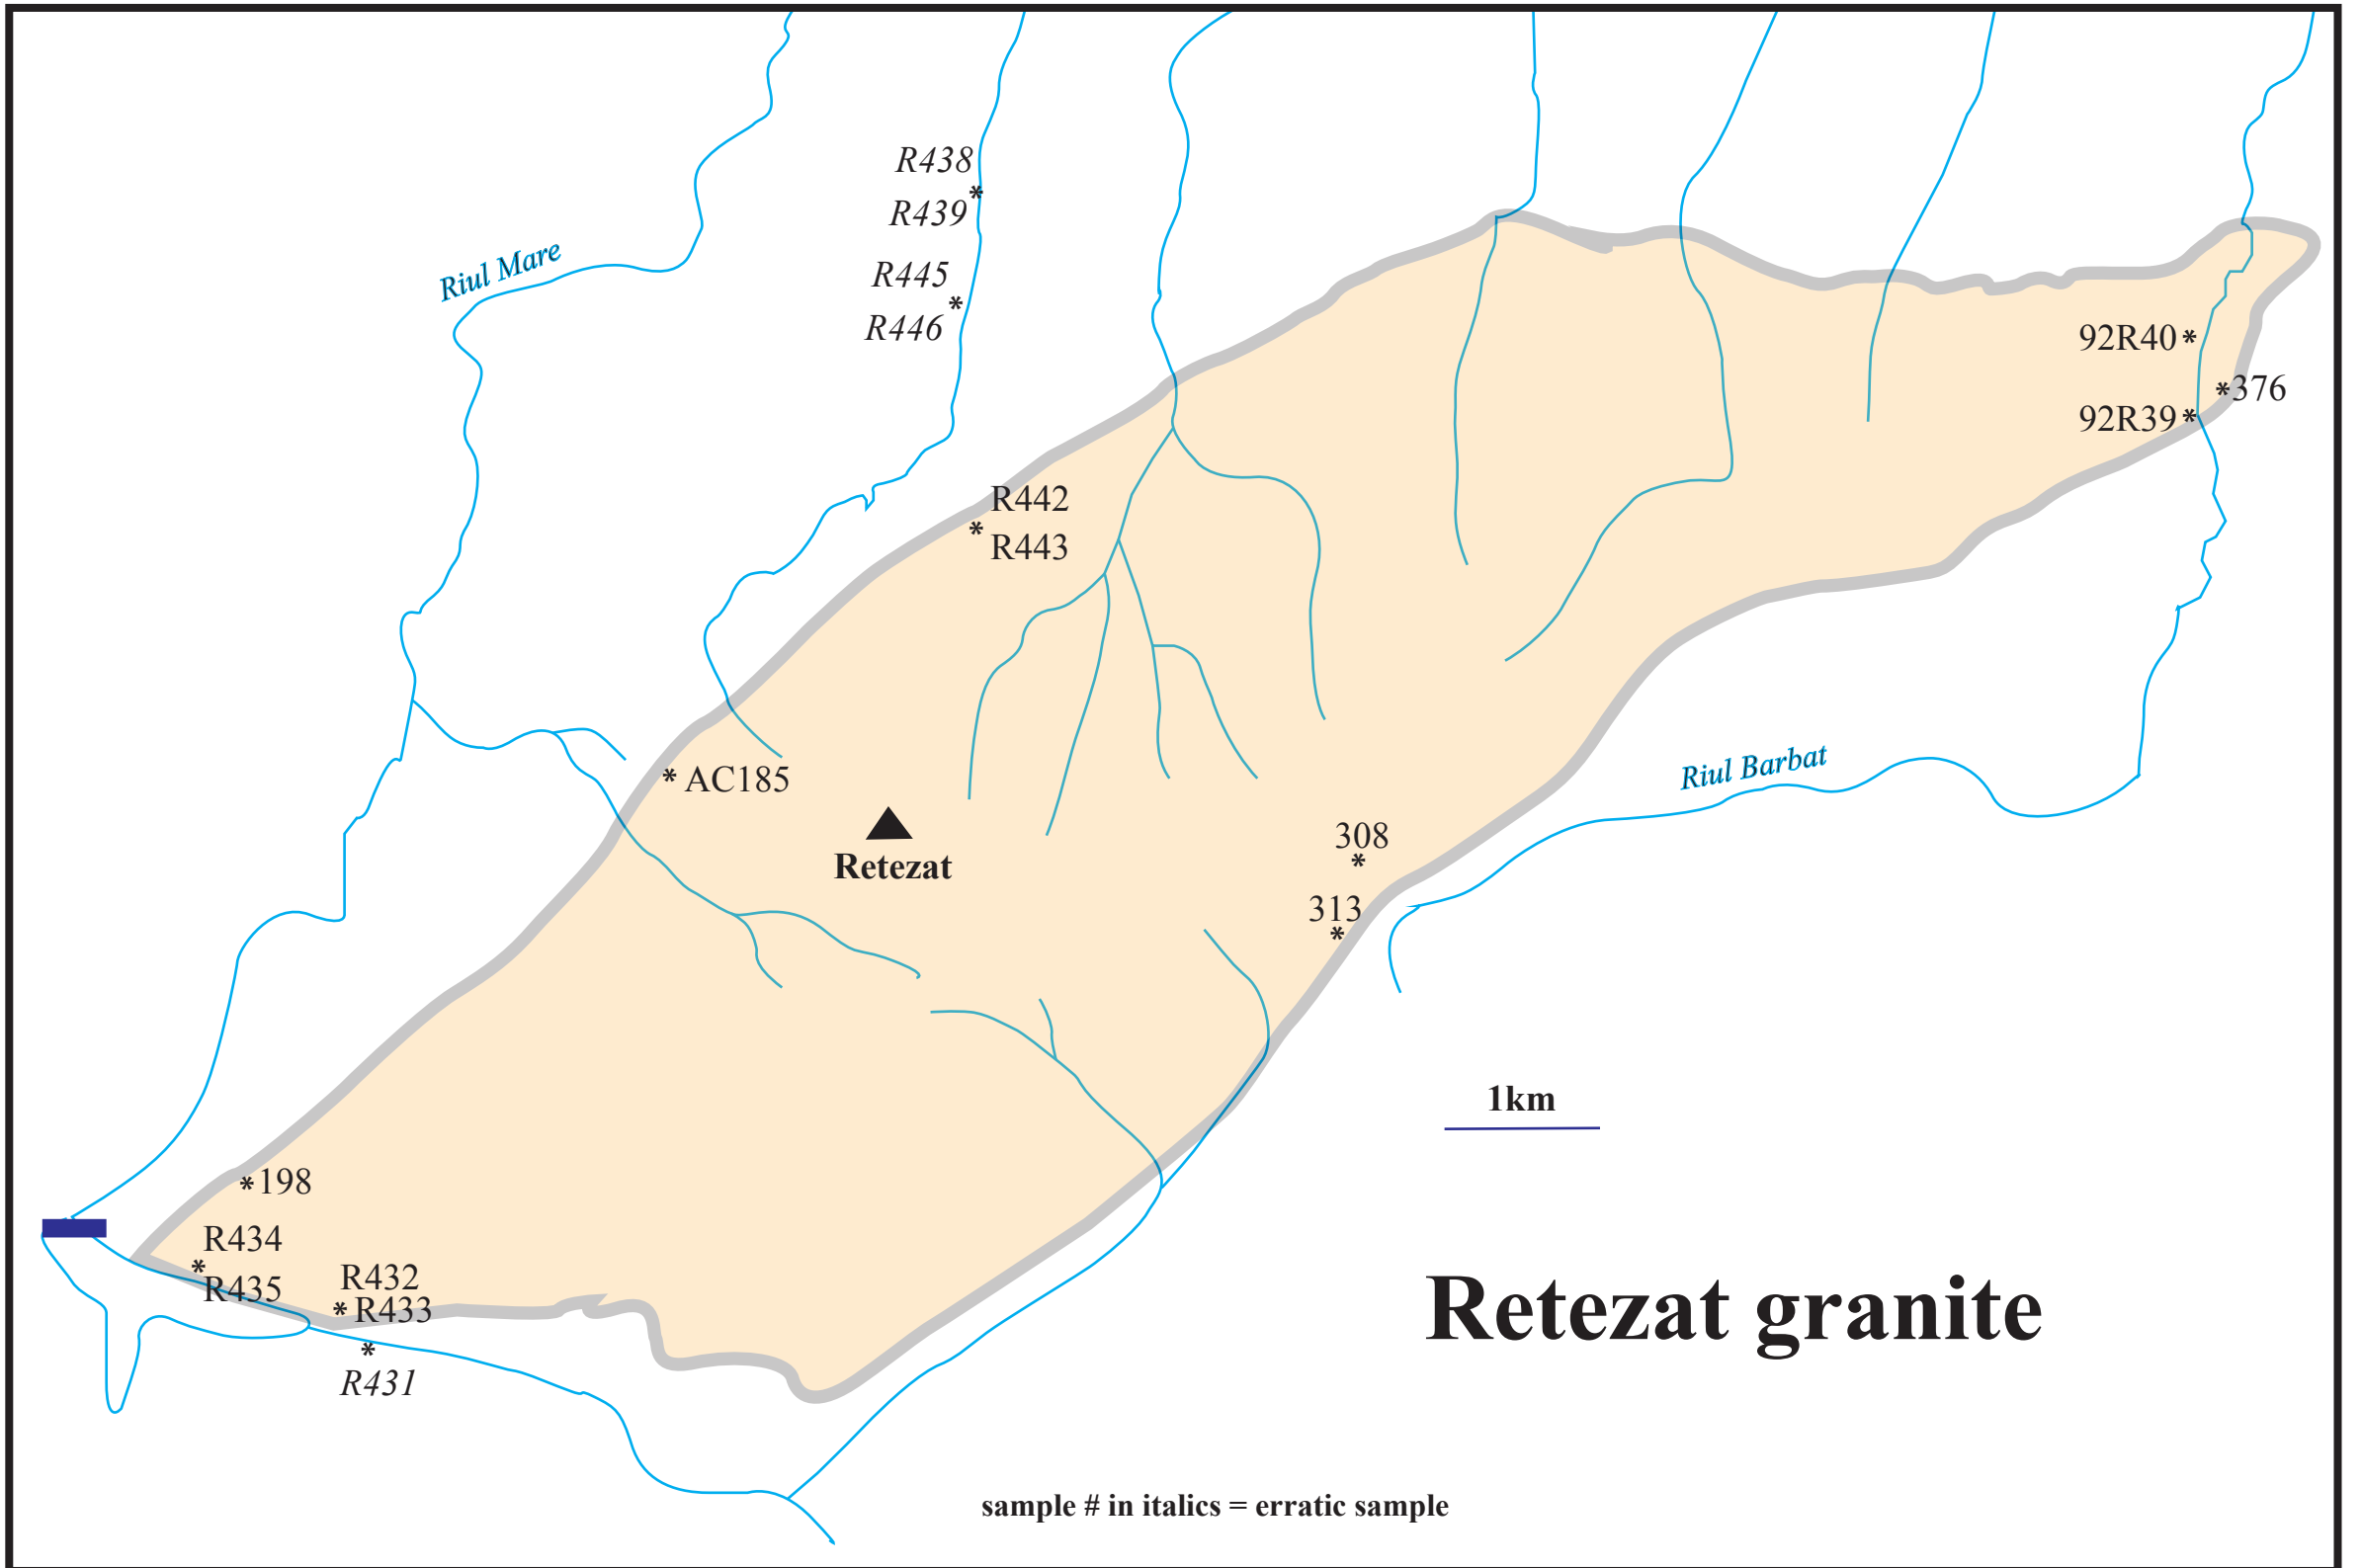 R438
R439
Riul Mare
R445
R446
92R40
376
92R39
R442
R443
Riul Barbat
AC185
308
Retezat
313
1km
198
R434
R432
R435
R433
Retezat granite
R431
sample # in italics = erratic sample